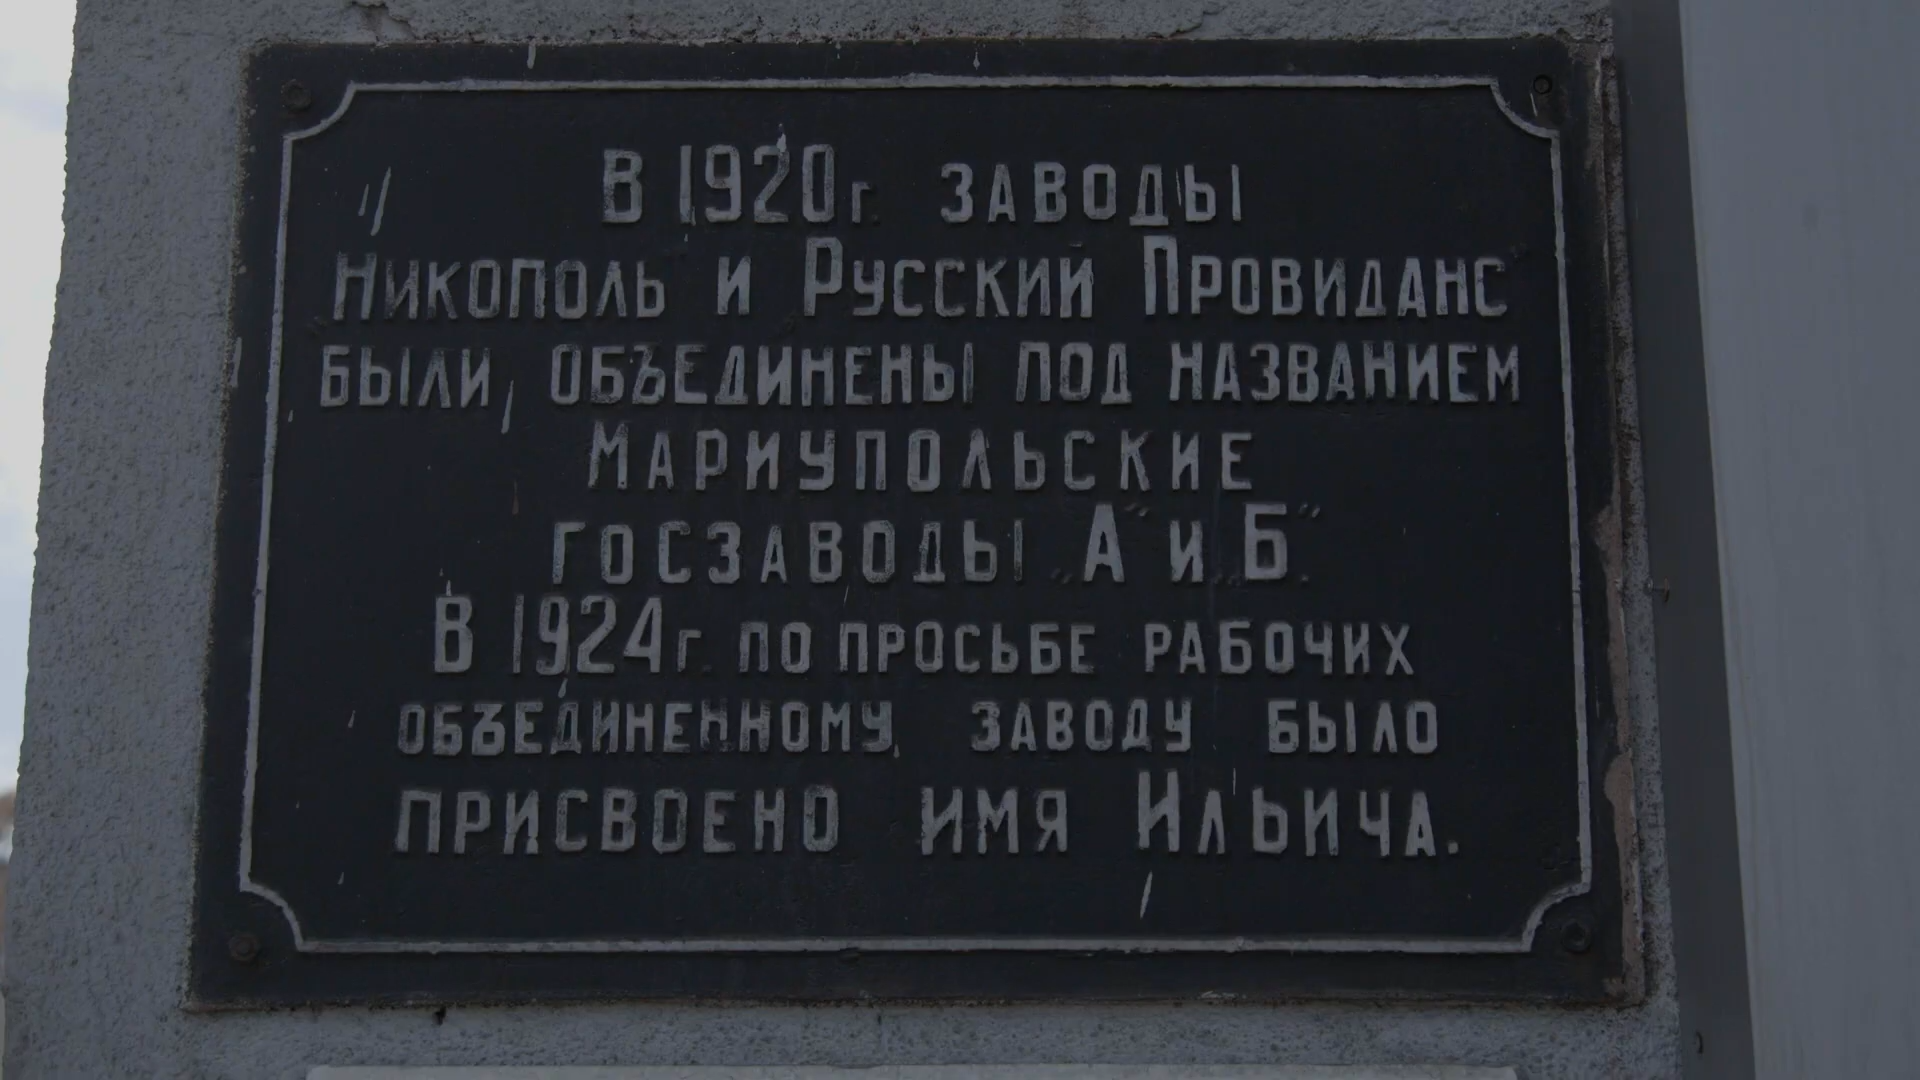 В 1920г. ЗАВОДЫ
"НИКОПОЛЬ" И РУССКИЙ ПРОВИДАНС"
БЫЛИ, ОБЪЕДИНЕНЫ ПОД НАЗВАНИЕМ
МАРИУПОЛЬСКИЕ
ГОСЗАВОДЫ „А" И „Б".
В 1924г. ПО ПРОСЬБЕ РАБОЧИХ
ОБЪЕДИНЕННОМУ ЗАВОДУ БЫЛО
ПРИСВОЕНО ИМЯ ИЛЬИЧА.